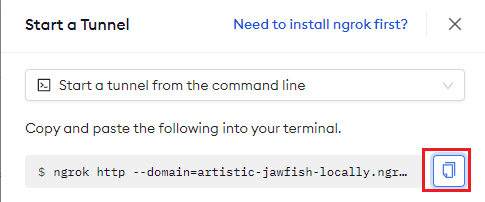 Start a Tunnel
Need to install ngrok first?
Start a tunnel from the command line
Copy and paste the following into your terminal.
$ ngrok http --domain=artistic-jawfish-locally.ngr…